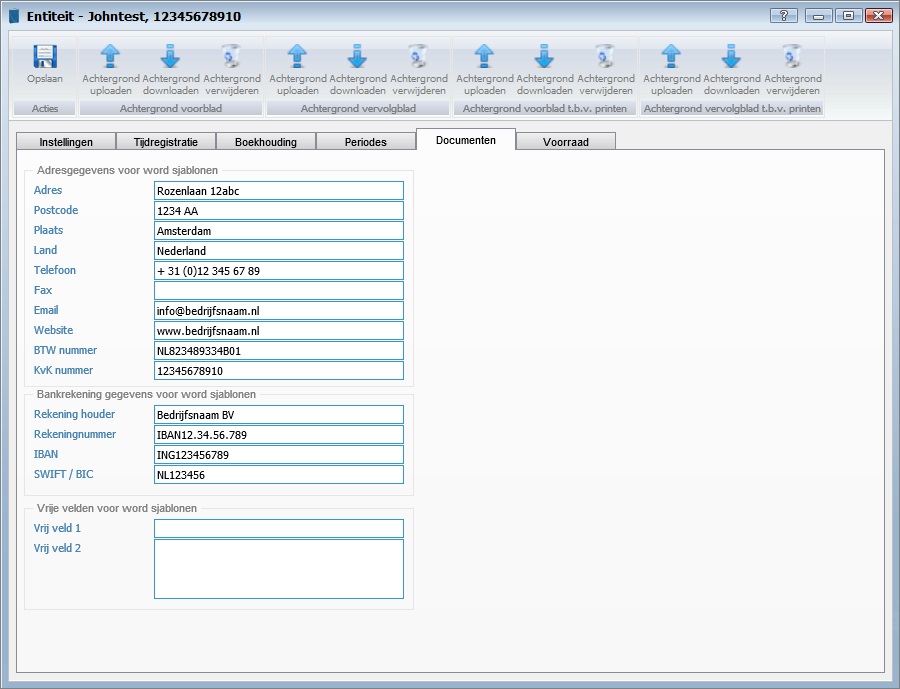 Entiteit - Johntest, 12345678910
?
Opslaan
Achtergrond uploaden
Achtergrond downloaden
Achtergrond verwijderen
Achtergrond uploaden
Achtergrond downloaden
Achtergrond verwijderen
Achtergrond uploaden
Achtergrond downloaden
Achtergrond verwijderen
Achtergrond uploaden
Achtergrond downloaden
Achtergrond verwijderen
Acties
Achtergrond voorblad
Achtergrond vervolgblad
Achtergrond voorblad t.b.v. printen
Achtergrond vervolgblad t.b.v. printen
Instellingen
Tijdregistratie
Boekhouding
Periodes
Documenten
Voorraad
Adresgegevens voor word sjablonen
Adres Rozenlaan 12abc
Postcode 1234 AA
Plaats Amsterdam
Land Nederland
Telefoon + 31 (0)12 345 67 89
Fax
Email info@bedrijfsnaam.nl
Website www.bedrijfsnaam.nl
BTW nummer NL823489334B01
KvK nummer 12345678910
Bankrekening gegevens voor word sjablonen
Rekening houder Bedrijfsnaam BV
Rekeningnummer IBAN12.34.56.789
IBAN ING123456789
SWIFT / BIC NL123456
Vrije velden voor word sjablonen
Vrij veld 1
Vrij veld 2